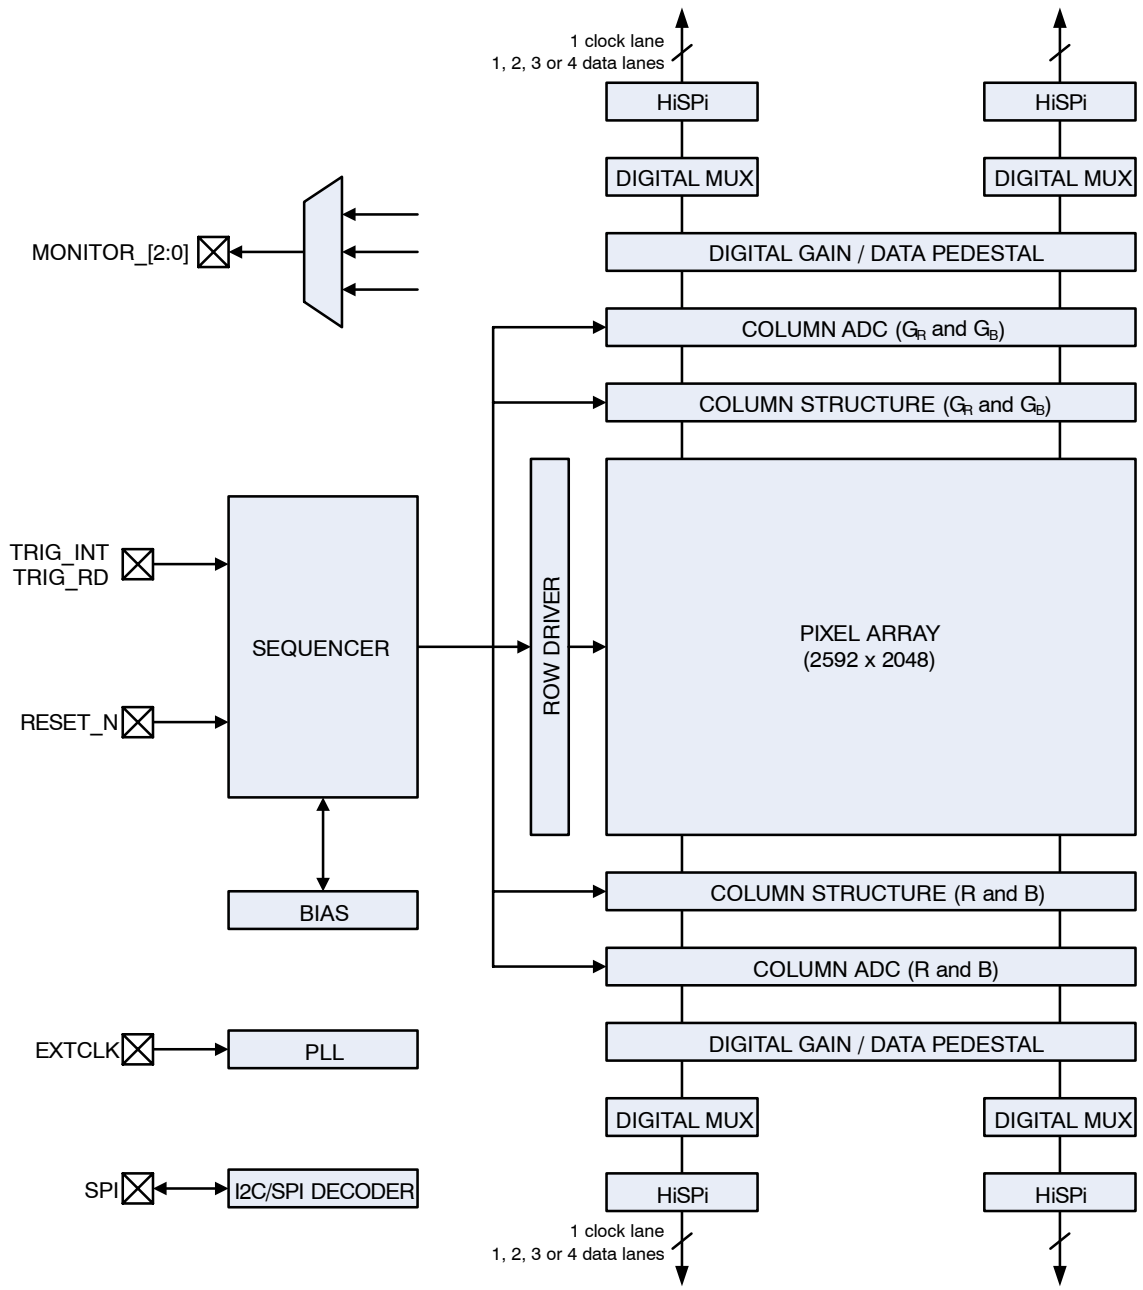 1 clock lane
1, 2, 3 or 4 data lanes
HiSPi
HiSPi
DIGITAL MUX
DIGITAL MUX
MONITOR_[2:0]
DIGITAL GAIN / DATA PEDESTAL
COLUMN ADC (GR and GB)
COLUMN STRUCTURE (GR and GB)
TRIG_INT
TRIG_RD
SEQUENCER
ROW DRIVER
PIXEL ARRAY
(2592 x 2048)
RESET_N
BIAS
COLUMN STRUCTURE (R and B)
COLUMN ADC (R and B)
EXTCLK
PLL
DIGITAL GAIN / DATA PEDESTAL
DIGITAL MUX
DIGITAL MUX
SPI
I2C/SPI DECODER
HiSPi
HiSPi
1 clock lane
1, 2, 3 or 4 data lanes